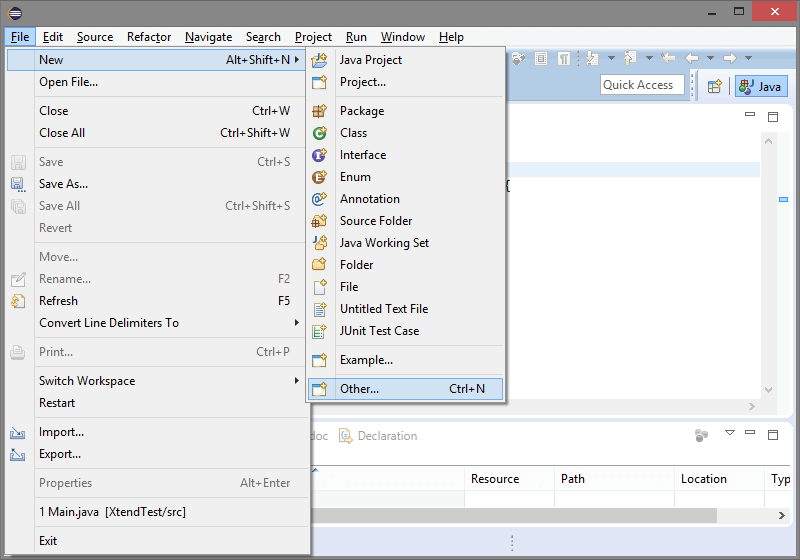 File Edit Source Refactor Navigate Search Project Run Window Help
New Alt+Shift+N
Open File...
Close Ctrl+W
Close All Ctrl+Shift+W
Save Ctrl+S
Save As...
Save All Ctrl+Shift+S
Revert
Move...
Rename... F2
Refresh F5
Convert Line Delimiters To
Print... Ctrl+P
Switch Workspace
Restart
Import...
Export...
Properties Alt+Enter
1 Main.java [XtendTest/src]
Exit
Java Project
Project...
Package
Class
Interface
Enum
Annotation
Source Folder
Java Working Set
Folder
File
Untitled Text File
JUnit Test Case
Example...
Other... Ctrl+N
Quick Access
Java
{
doc Declaration
Resource Path Location Typ